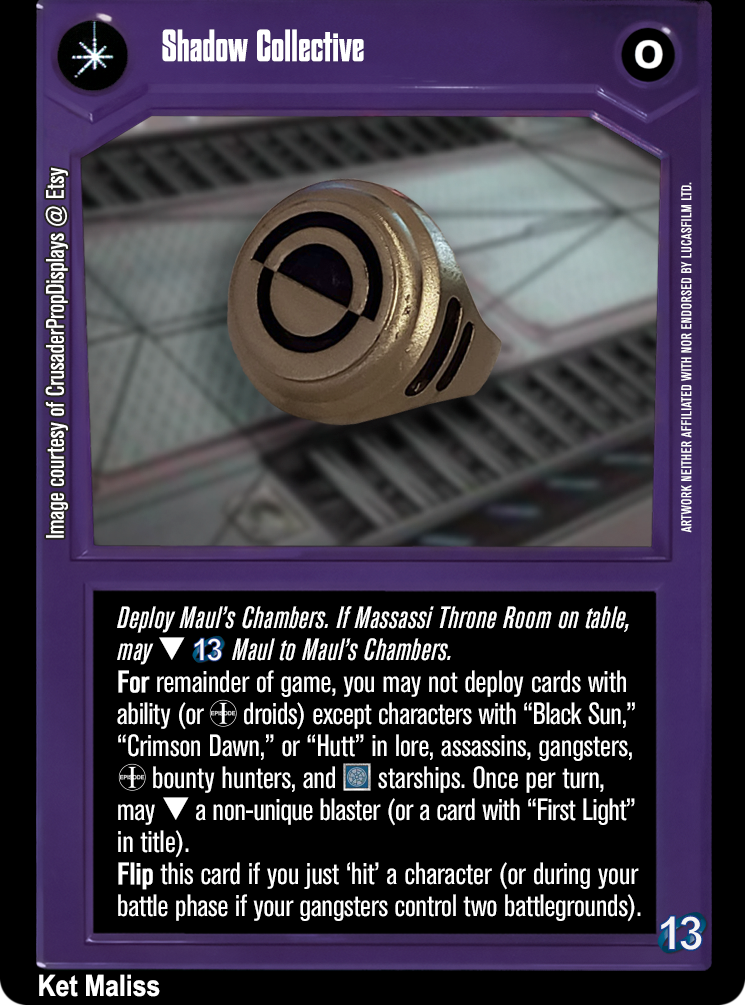 Shadow Collective
O
Image courtesy of CrusaderPropDisplays @ Etsy
ARTWORK NEITHER AFFILIATED WITH NOR ENDORSED BY LUCASFILM LTD.
Deploy Maul's Chambers. If Massassi Throne Room on table,
may ▼ 13 Maul to Maul's Chambers.
For remainder of game, you may not deploy cards with
ability (or EPISODE I droids) except characters with “Black Sun,”
“Crimson Dawn,” or “Hutt” in lore, assassins, gangsters,
EPISODE I bounty hunters, and starships. Once per turn,
may ▼ a non-unique blaster (or a card with “First Light”
in title).
Flip this card if you just ‘hit’ a character (or during your
battle phase if your gangsters control two battlegrounds).
13
Ket Maliss